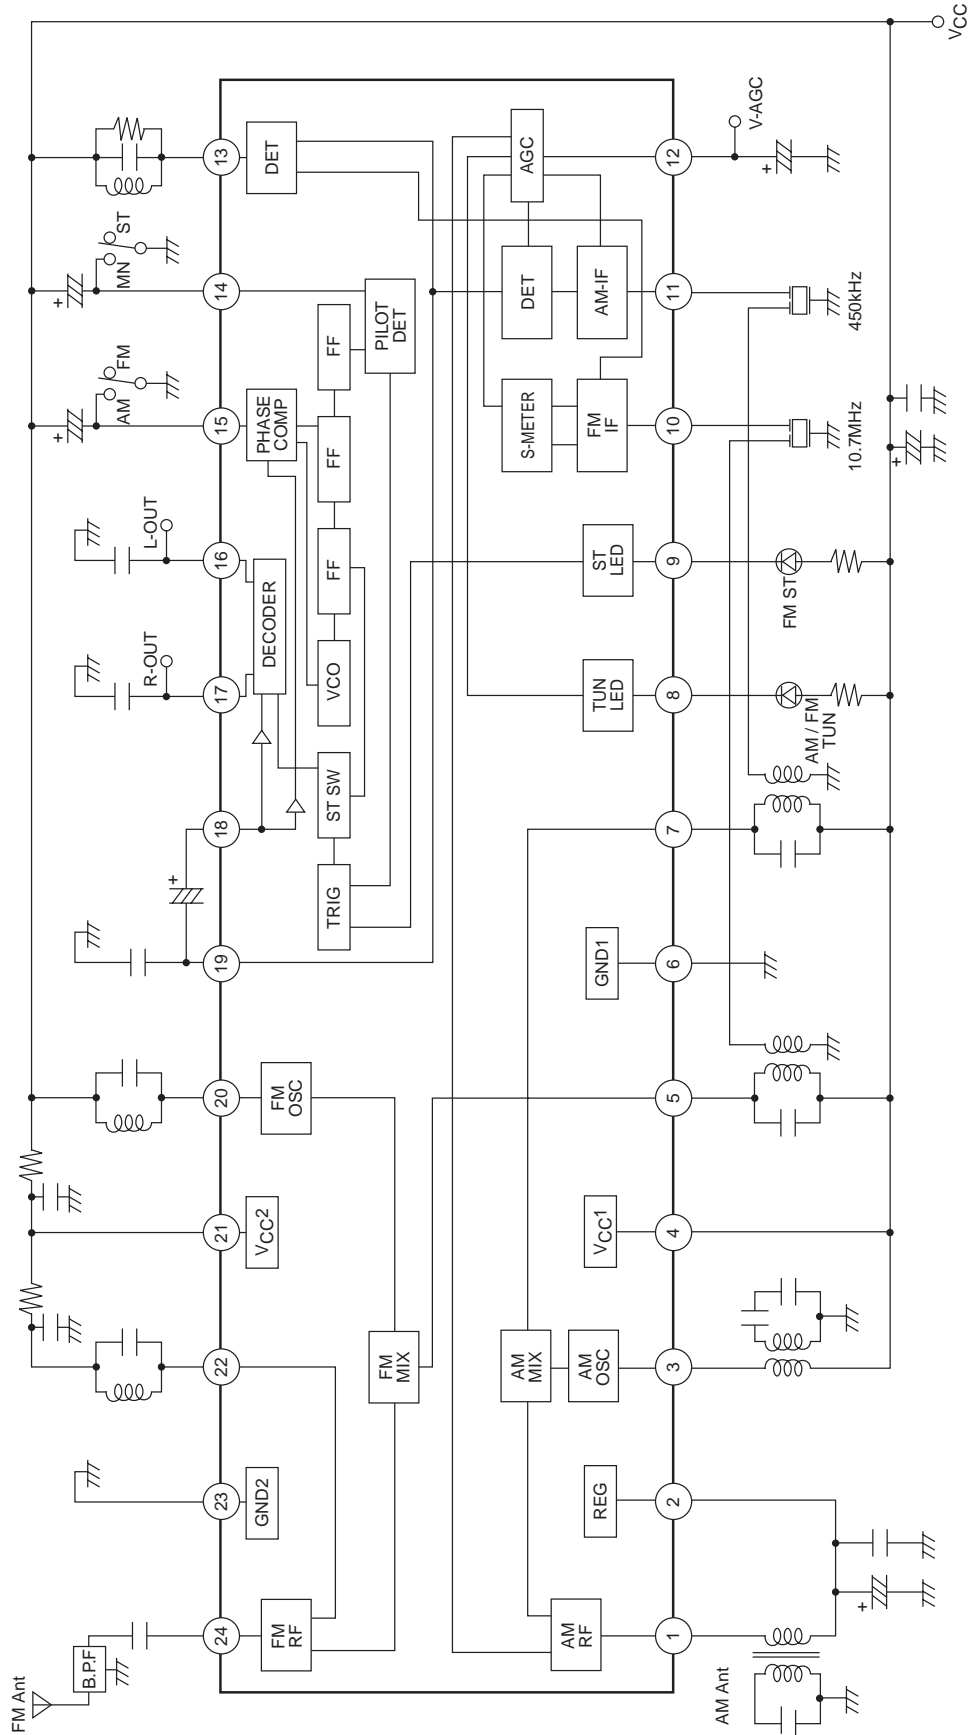 FM Ant
B.P.F
24
23
22
21
20
19
18
17
16
15
14
13
R-OUT
L-OUT
AM
FM
MN
ST
FM
RF
GND2
VCC2
FM
OSC
FM
MIX
DECODER
PHASE
COMP
DET
TRIG
ST SW
VCO
FF
FF
FF
PILOT
DET
AM
RF
REG
AM
MIX
AM
OSC
VCC1
GND1
TUN
LED
ST
LED
S-METER
FM
IF
DET
AM-IF
AGC
1
2
3
4
5
6
7
8
9
10
11
12
AM Ant
AM / FM
TUN
FM ST
10.7MHz
450kHz
V-AGC
VCC
+
+
+
+
+
+